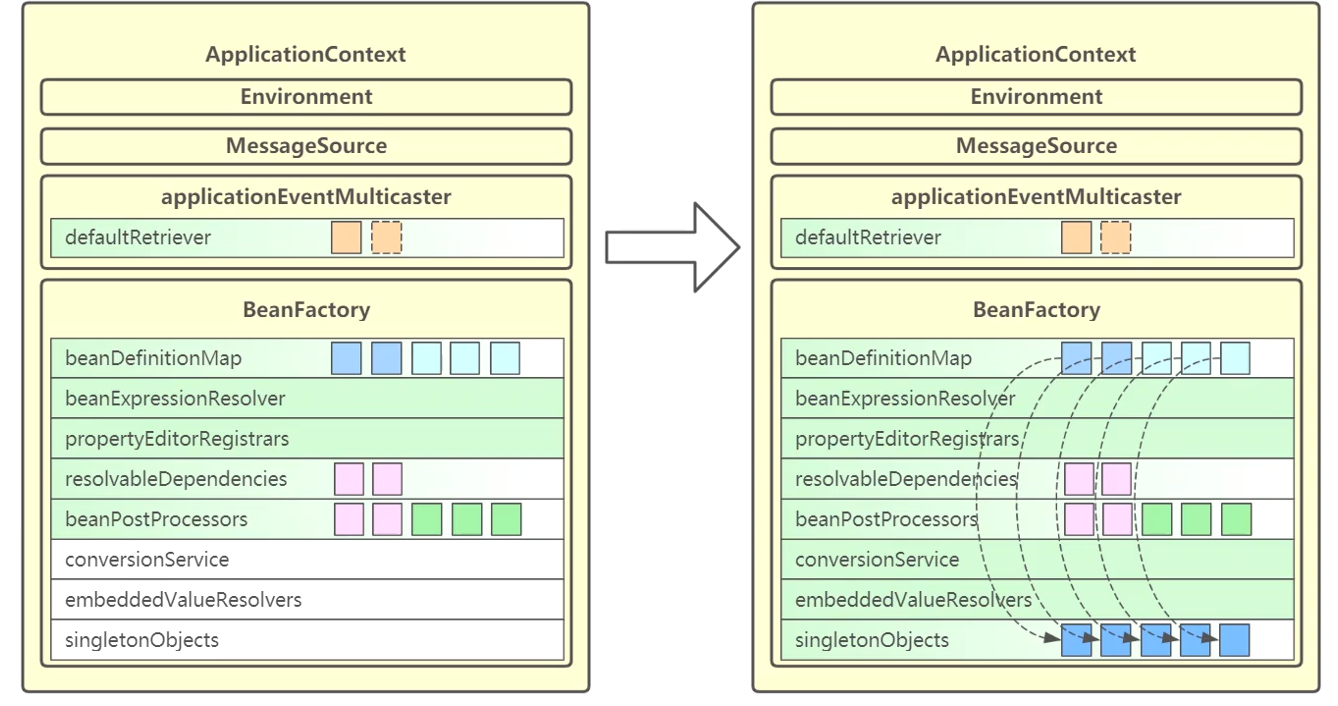 ApplicationContext
Environment
MessageSource
applicationEventMulticaster
defaultRetriever
BeanFactory
beanDefinitionMap
beanExpressionResolver
propertyEditorRegistrars
resolvableDependencies
beanPostProcessors
conversionService
embeddedValueResolvers
singletonObjects
ApplicationContext
Environment
MessageSource
applicationEventMulticaster
defaultRetriever
BeanFactory
beanDefinitionMap
beanExpressionResolver
propertyEditorRegistrars
resolvableDependencies
beanPostProcessors
conversionService
embeddedValueResolvers
singletonObjects